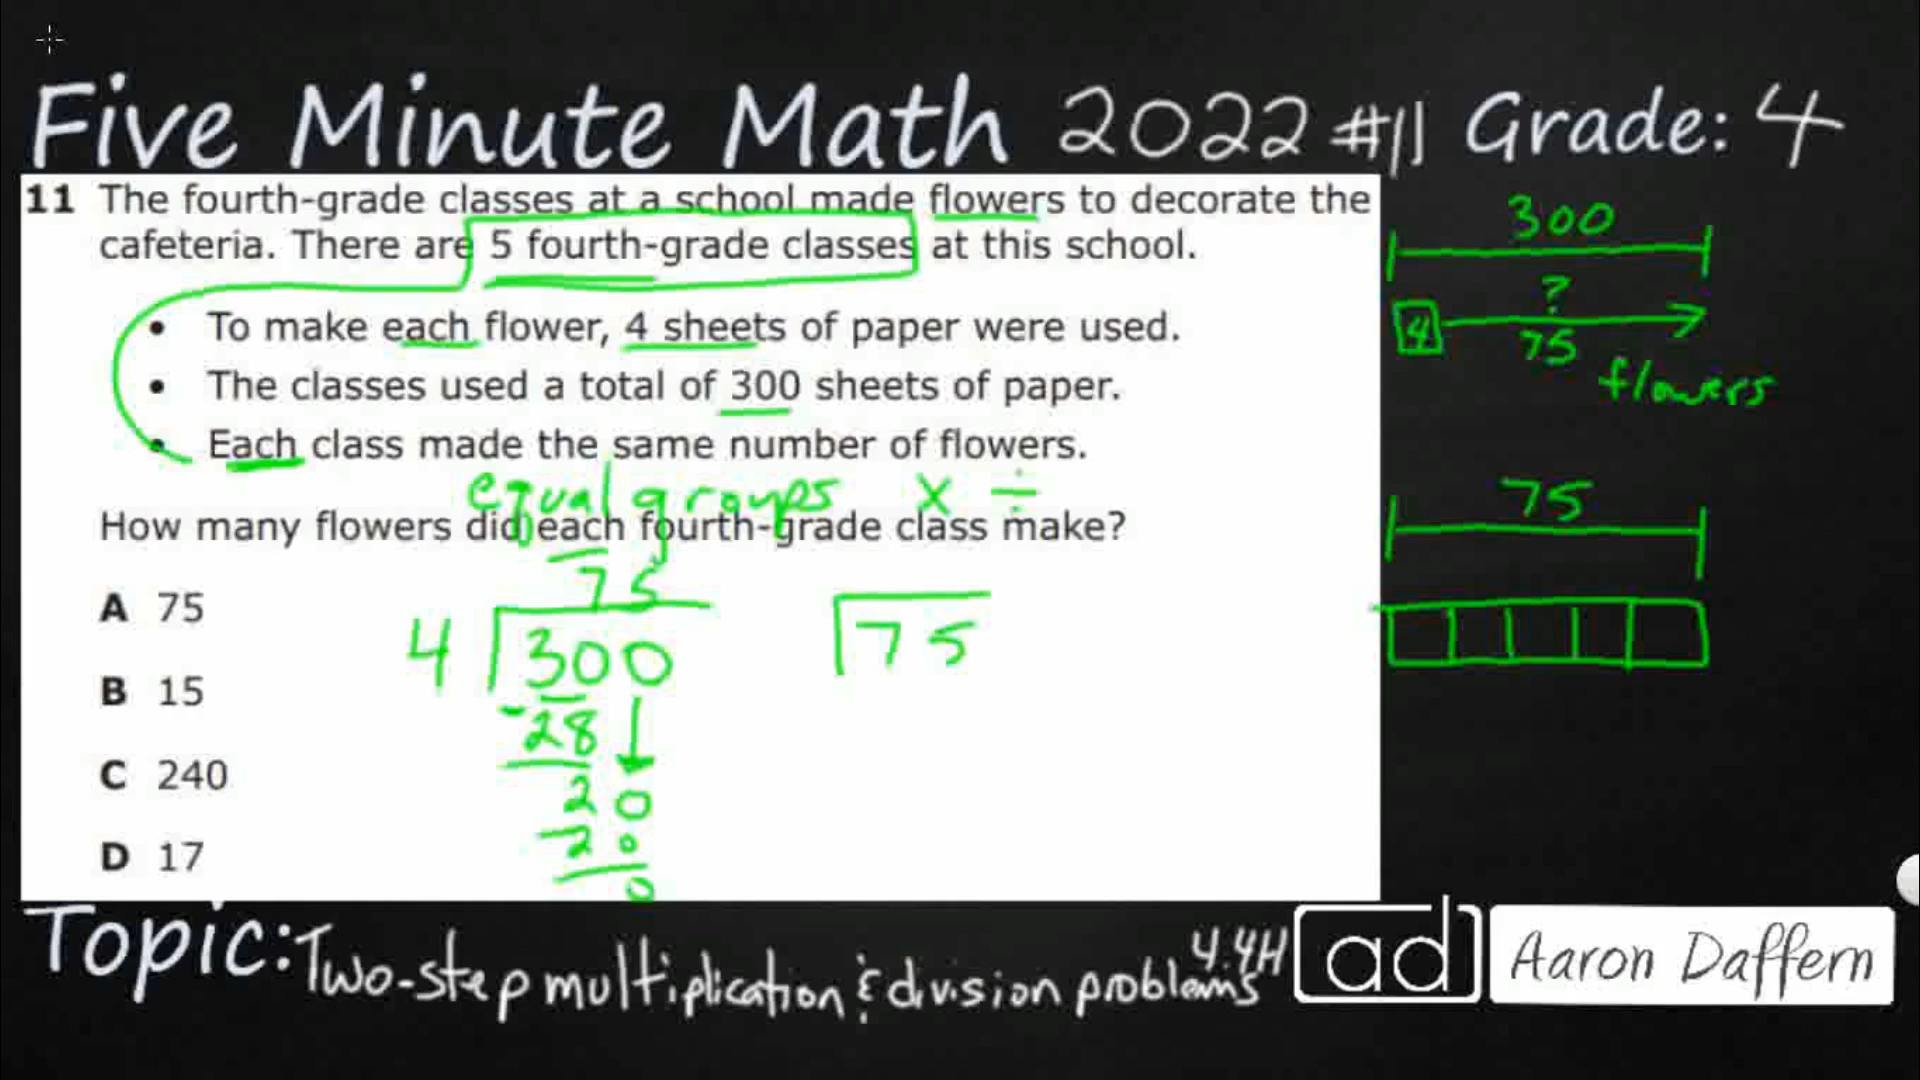 Five Minute Math 2022 #11 Grade: 4
11 The fourth-grade classes at a school made flowers to decorate the
cafeteria. There are 5 fourth-grade classes at this school.
• To make each flower, 4 sheets of paper were used.
• The classes used a total of 300 sheets of paper.
• Each class made the same number of flowers.
equal groups x ÷
How many flowers did each fourth-grade class make?
A 75
B 15
C 240
D 17
75
4 300
-28
20
-20
0
75
300
?
4
75
flowers
75
Topic: Two-step multiplication & division problems 4.4H
ad Aaron Daffern